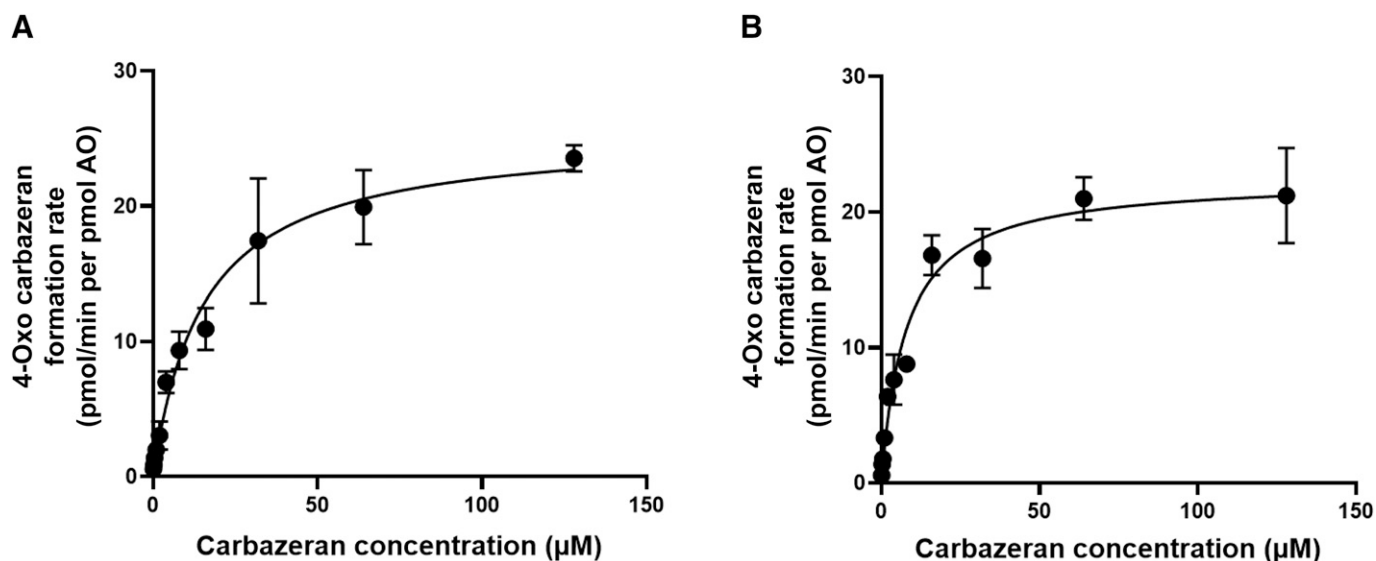 A
4-Oxo carbazeran
formation rate
(pmol/min per pmol AO)
30
20
10
0
0 50 100 150
Carbazeran concentration (µM)
B
4-Oxo carbazeran
formation rate
(pmol/min per pmol AO)
30
20
10
0
0 50 100 150
Carbazeran concentration (µM)